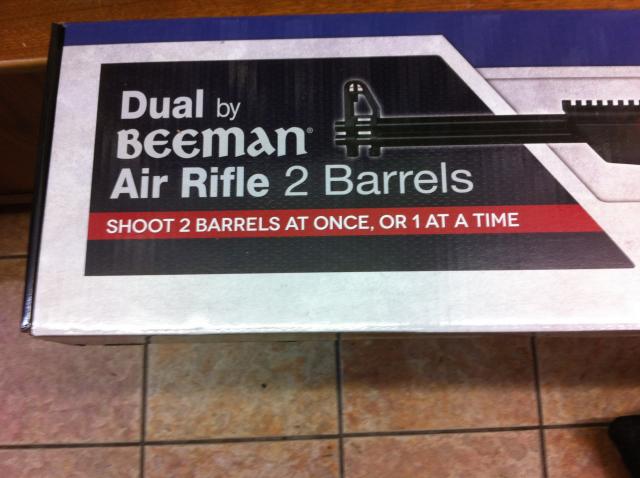 Dual by
BEEMAN®
Air Rifle 2 Barrels
SHOOT 2 BARRELS AT ONCE, OR 1 AT A TIME